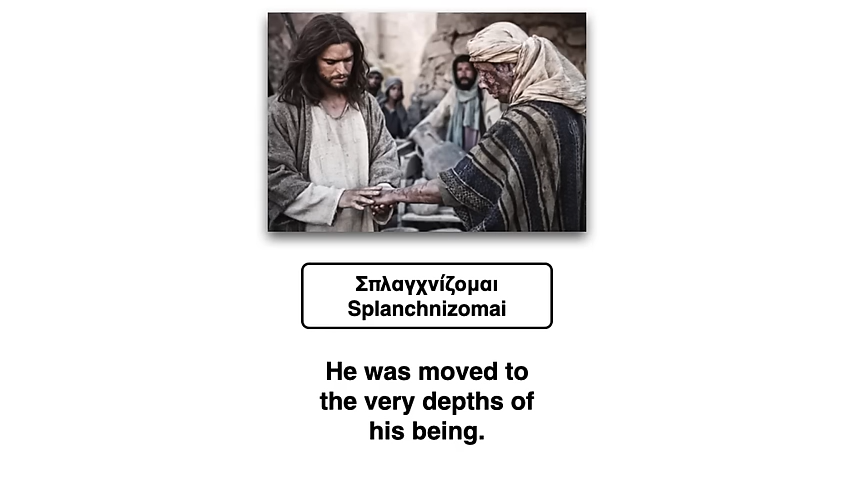 Σπλαγχνίζομαι
Splanchnizomai
He was moved to
the very depths of
his being.